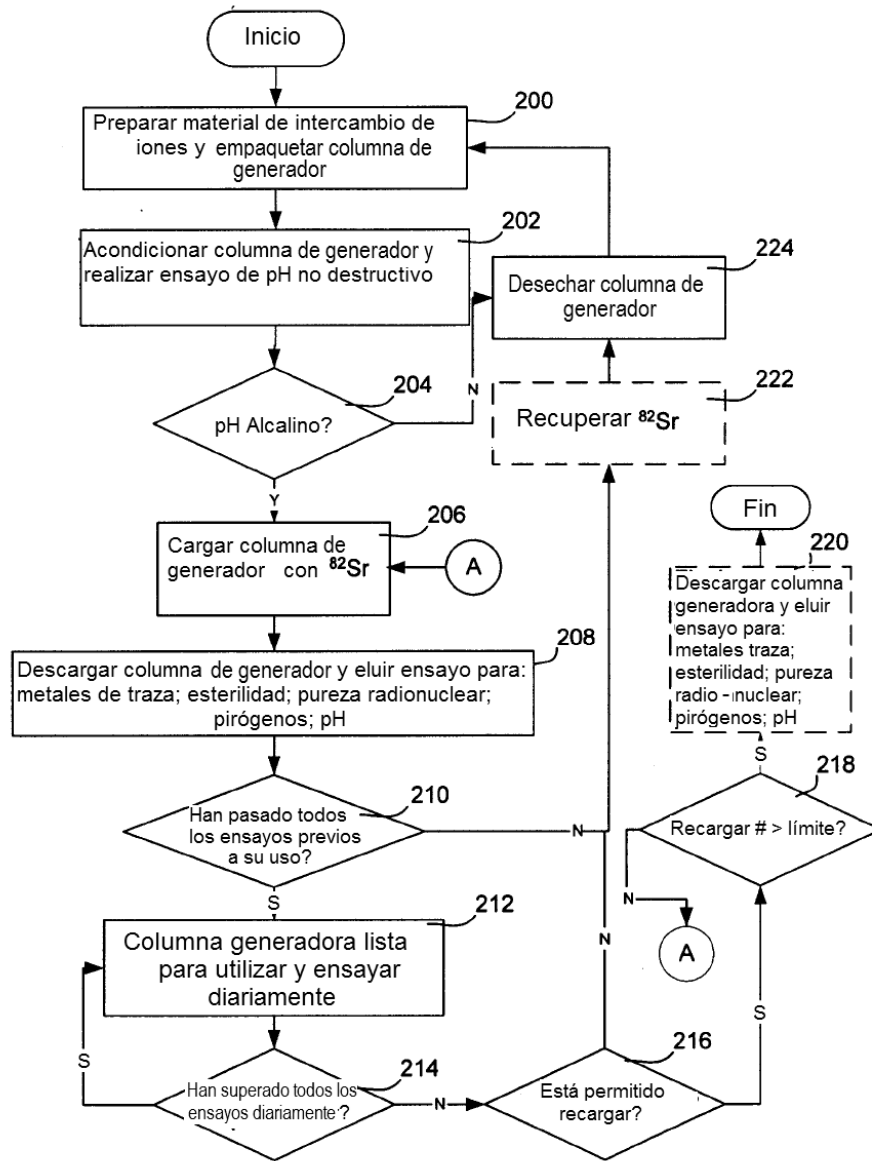 Inicio
200
Preparar material de intercambio de
iones y empaquetar columna de
generador
202
Acondicionar columna de generador y
realizar ensayo de pH no destructivo
224
Desechar columna de
generador
204
pH Alcalino?
N
Y
222
Recuperar ⁸²Sr
206
Cargar columna de
generador con ⁸²Sr
A
Fin
220
Descargar columna
generadora y eluir
ensayo para:
metales traza;
esterilidad; pureza
radio -nuclear;
pirógenos; pH
208
Descargar columna de generador y eluir ensayo para:
metales de traza; esterilidad; pureza radionuclear;
pirógenos; pH
S
218
Recargar # > límite?
N
A
210
Han pasado todos
los ensayos previos
a su uso?
N
S
212
Columna generadora lista
para utilizar y ensayar
diariamente
N
S
S
214
Han superado todos los
ensayos diariamente ?
N
216
Está permitido
recargar?